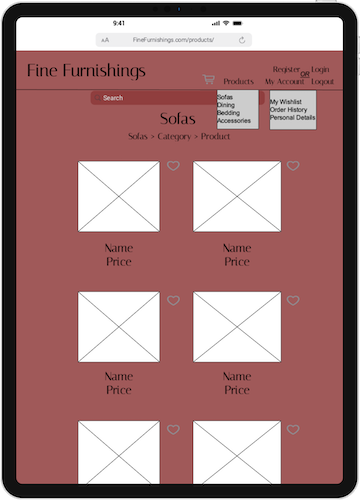 9:41
AA
FineFurnishings.com/products/
Fine Furnishings
Register OR Login
Products
My Account
Logout
Search
Sofas
Dining
Bedding
Accessories
My Wishlist
Order History
Personal Details
Sofas
Sofas > Category > Product
Name
Price
Name
Price
Name
Price
Name
Price